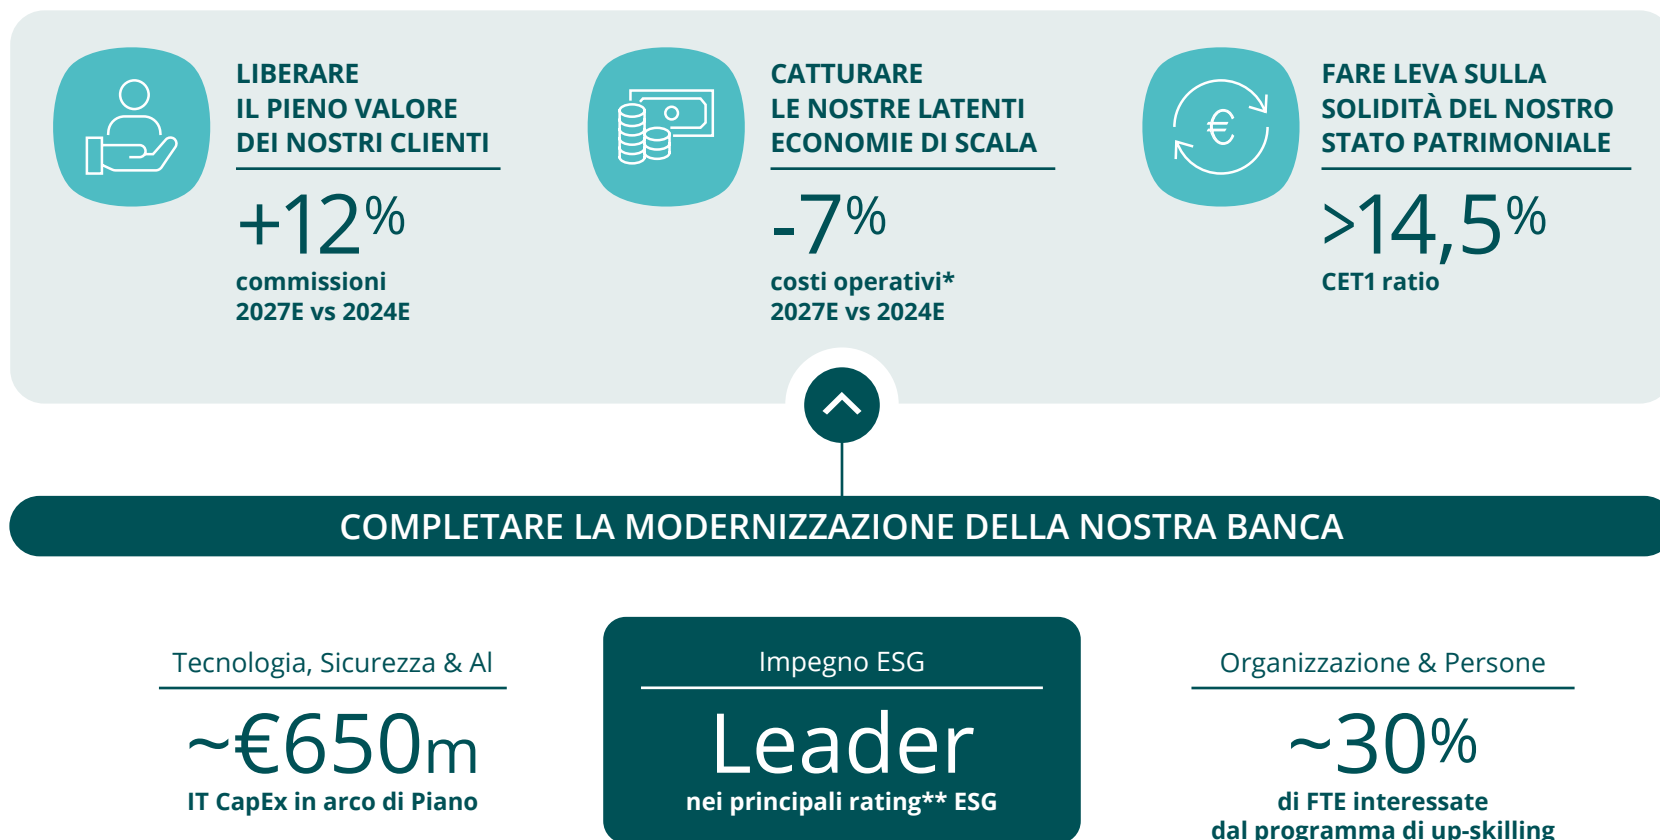 LIBERARE
IL PIENO VALORE
DEI NOSTRI CLIENTI
+12%
commissioni
2027E vs 2024E
CATTURARE
LE NOSTRE LATENTI
ECONOMIE DI SCALA
-7%
costi operativi*
2027E vs 2024E
FARE LEVA SULLA
SOLIDITÀ DEL NOSTRO
STATO PATRIMONIALE
>14,5%
CET1 ratio
€
COMPLETARE LA MODERNIZZAZIONE DELLA NOSTRA BANCA
Tecnologia, Sicurezza & AI
~€650m
IT CapEx in arco di Piano
Impegno ESG
Leader
nei principali rating** ESG
Organizzazione & Persone
~30%
di FTE interessate
dal programma di up-skilling